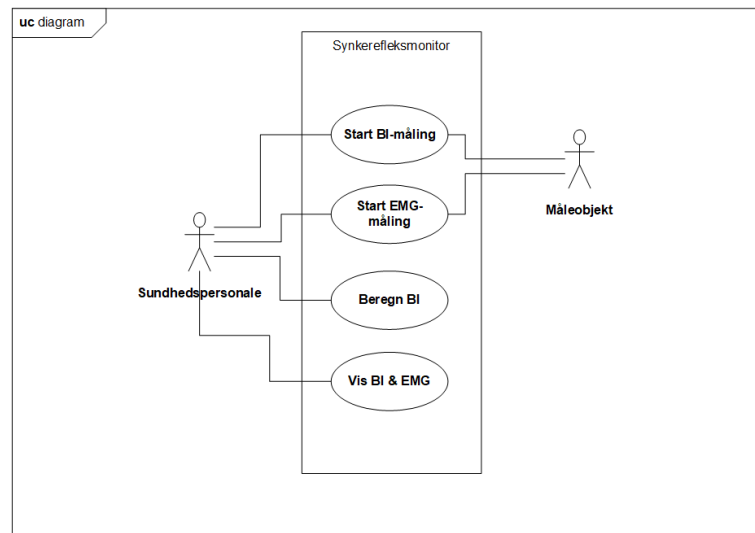 uc diagram
Synkerefleksmonitor
Start BI-måling
Start EMG-
måling
Måleobjekt
Sundhedspersonale
Beregn BI
Vis BI & EMG